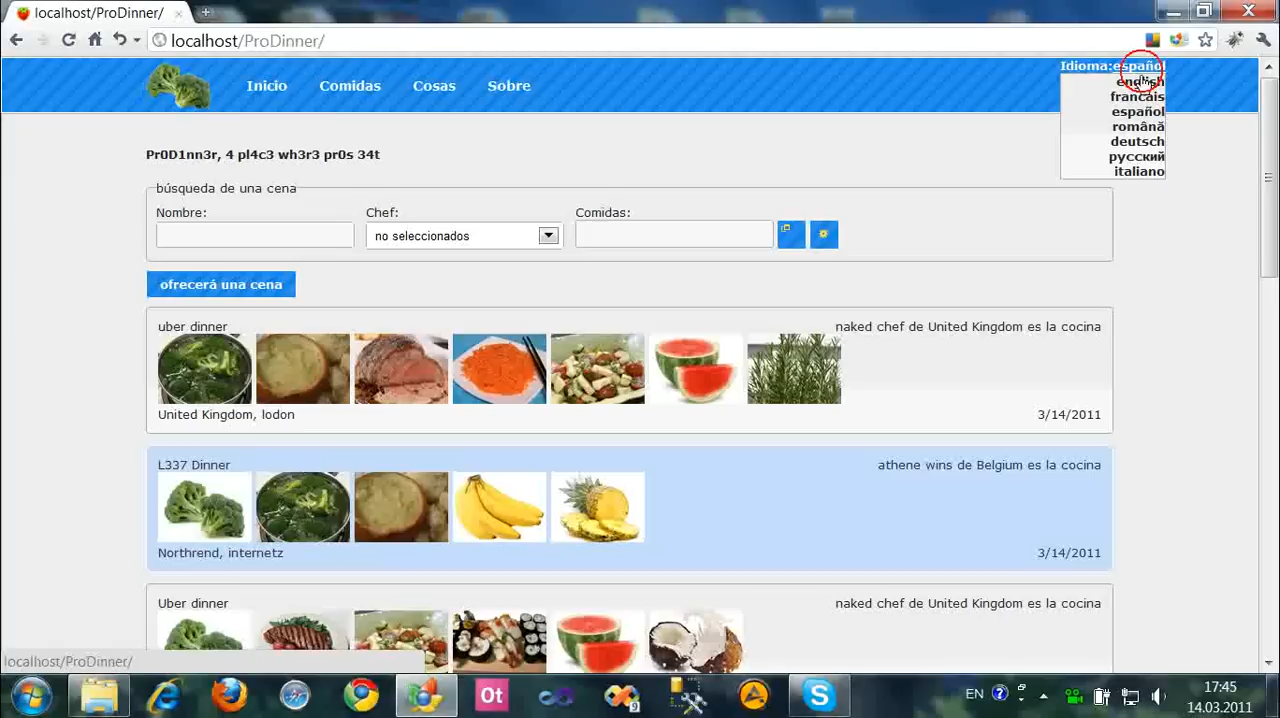 localhost/ProDinner/
localhost/ProDinner/
Idioma:español
english
francais
español
română
deutsch
русский
italiano
Inicio
Comidas
Cosas
Sobre
Pr0D1nn3r, 4 pl4c3 wh3r3 pr0s 34t
búsqueda de una cena
Nombre:
Chef:
Comidas:
no seleccionados
ofrecerá una cena
uber dinner
naked chef de United Kingdom es la cocina
United Kingdom, lodon
3/14/2011
L337 Dinner
athene wins de Belgium es la cocina
Northrend, internetz
3/14/2011
Uber dinner
naked chef de United Kingdom es la cocina
localhost/ProDinner/
Ot
9
EN
17:45
14.03.2011